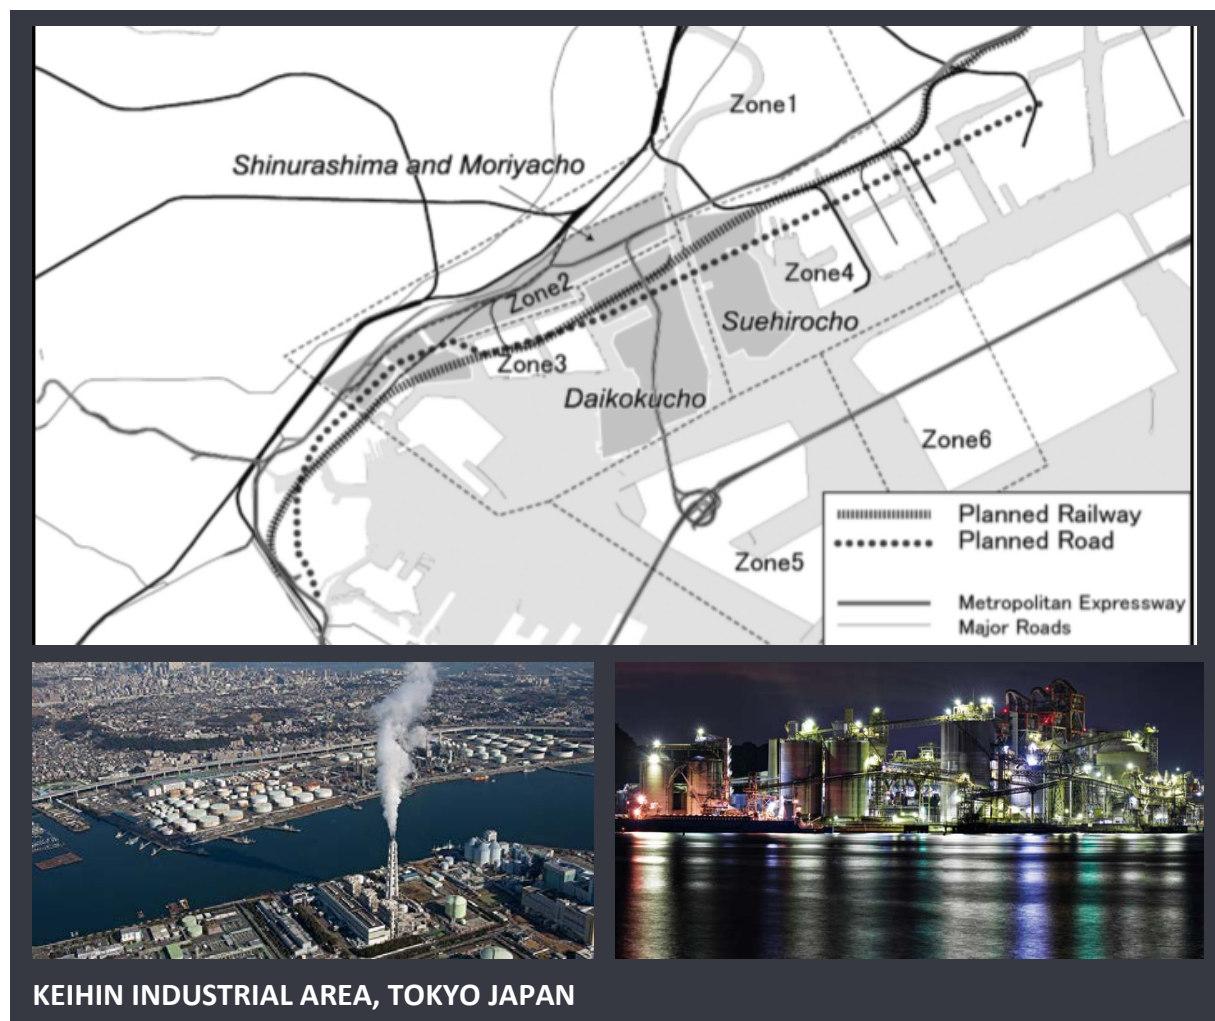 Zone1
Shinurashima and Moriyacho
Zone2
Zone4
Suehirocho
Zone3
Daikokucho
Zone6
Zone5
Planned Railway
Planned Road
Metropolitan Expressway
Major Roads
KEIHIN INDUSTRIAL AREA, TOKYO JAPAN